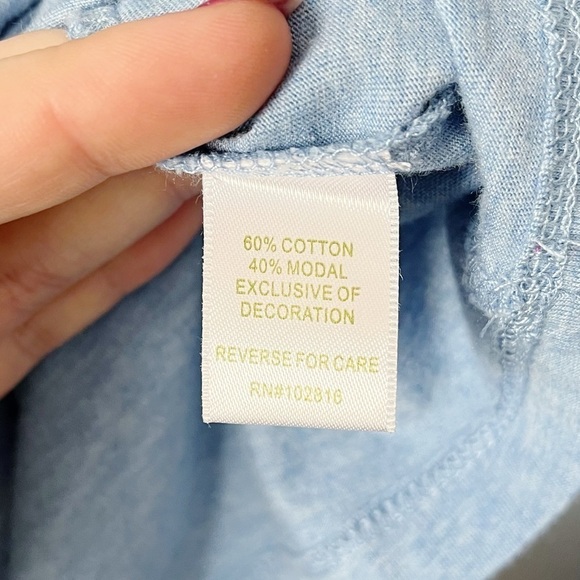 60% COTTON
40% MODAL
EXCLUSIVE OF
DECORATION
REVERSE FOR CARE
RN#102816